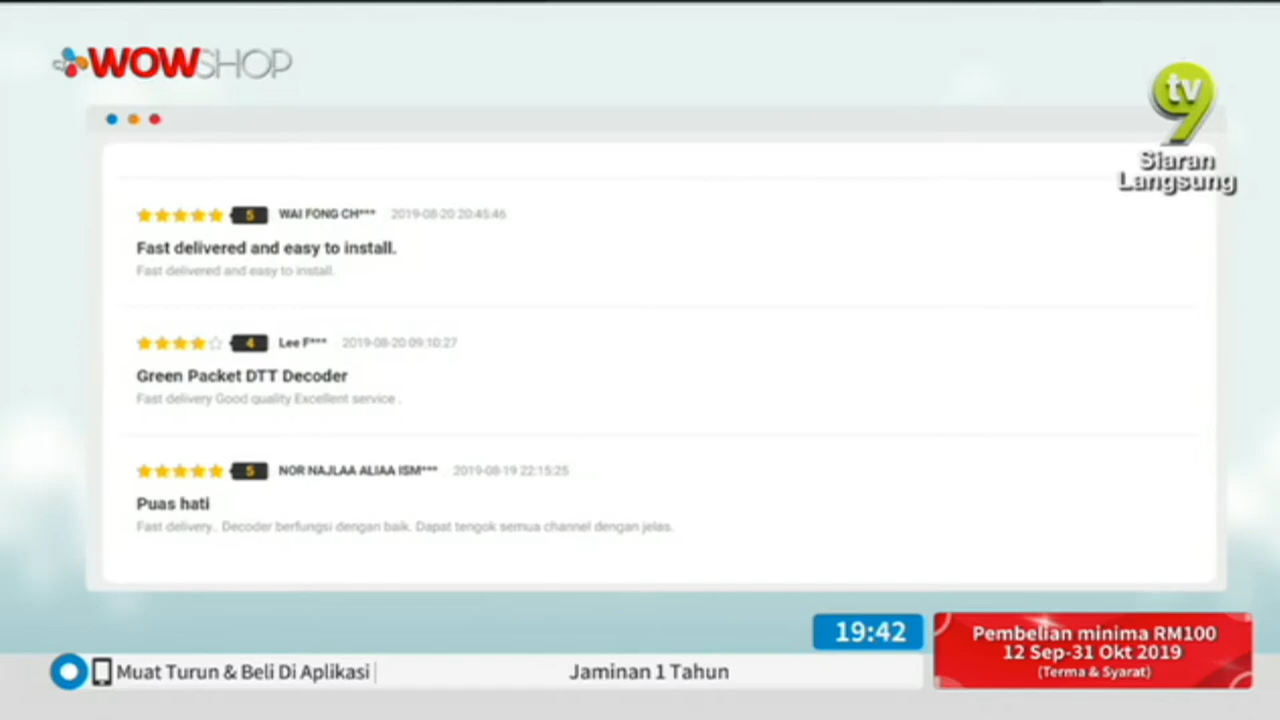 WOWSHOP
tv9
Siaran
Langsung
5 WAI FONG CH*** 2019-08-20 20:45:46
Fast delivered and easy to install.
Fast delivered and easy to install.
4 Lee F*** 2019-08-20 09:10:27
Green Packet DTT Decoder
Fast delivery Good quality Excellent service .
5 NOR NAJLAA ALIAA ISM*** 2019-08-19 22:15:25
Puas hati
Fast delivery.. Decoder berfungsi dengan baik. Dapat tengok semua channel dengan jelas.
19:42
Pembelian minima RM100
12 Sep-31 Okt 2019
(Terma & Syarat)
Muat Turun & Beli Di Aplikasi
Jaminan 1 Tahun